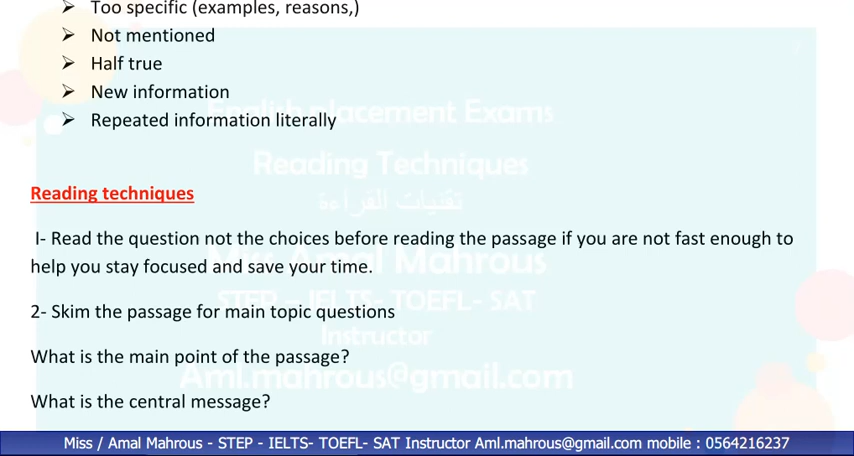 ➢ Too specific (examples, reasons,)
➢ Not mentioned
➢ Half true
➢ New information
➢ Repeated information literally
English placement Exams
Reading Techniques
تقنيات القراءة
Miss Amal Mahrous
STEP – IELTS- TOEFL- SAT
Instructor
Aml.mahrous@gmail.com
Reading techniques
I- Read the question not the choices before reading the passage if you are not fast enough to
help you stay focused and save your time.
2- Skim the passage for main topic questions
What is the main point of the passage?
What is the central message?
Miss / Amal Mahrous - STEP - IELTS- TOEFL- SAT Instructor Aml.mahrous@gmail.com mobile : 0564216237